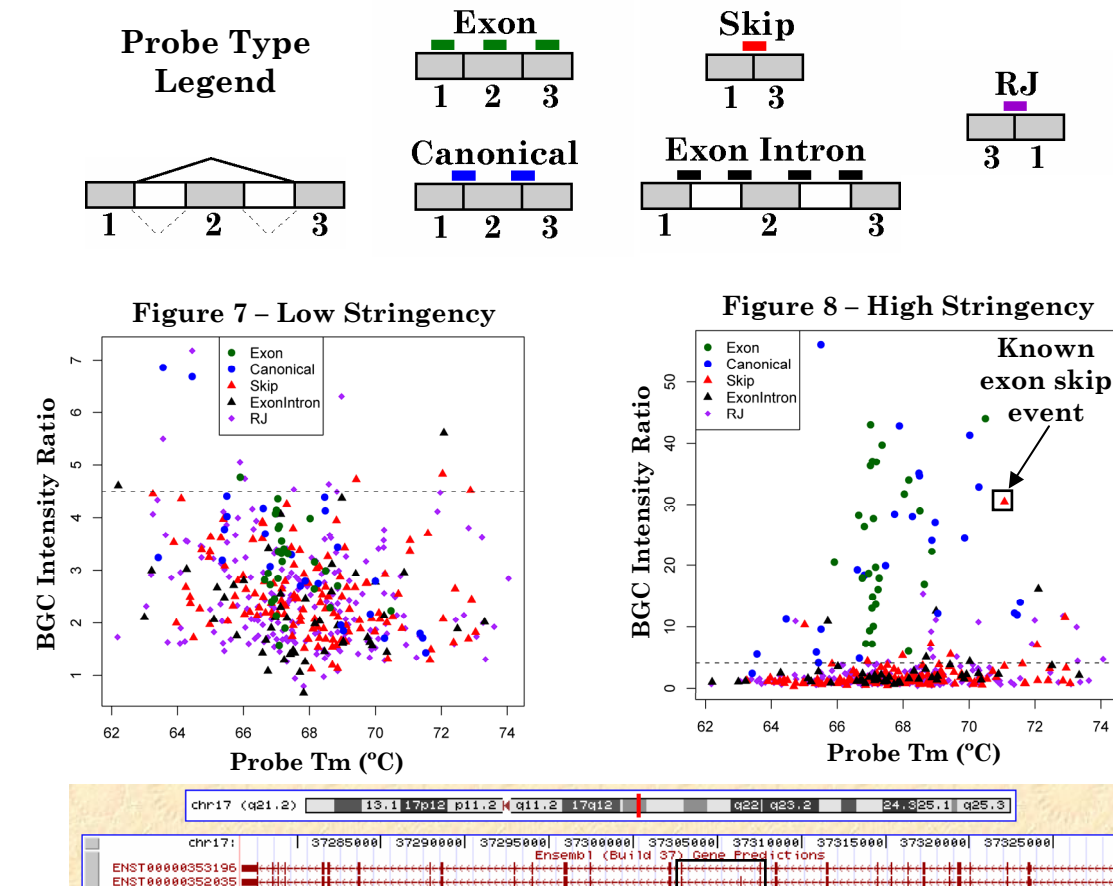 Probe Type
Legend
1 2 3
Exon
1 2 3
Canonical
1 2 3
Skip
1 3
Exon Intron
1 2 3
RJ
3 1
Figure 7 – Low Stringency
BGC Intensity Ratio
7
6
5
4
3
2
1
Exon
Canonical
Skip
ExonIntron
RJ
62 64 66 68 70 72 74
Probe Tm (ºC)
Figure 8 – High Stringency
BGC Intensity Ratio
50
40
30
20
10
0
Exon
Canonical
Skip
ExonIntron
RJ
Known
exon skip
event
62 64 66 68 70 72 74
Probe Tm (ºC)
chr17 (q21.2) 13.1 17p12 p11.2 q11.2 17q12 q22 q23.2 24.3 25.1 q25.3
chr17: 37285000 37290000 37295000 37300000 37305000 37310000 37315000 37320000 37325000
Ensembl (Build 37) Gene Predictions
ENST00000353196
ENST00000352035